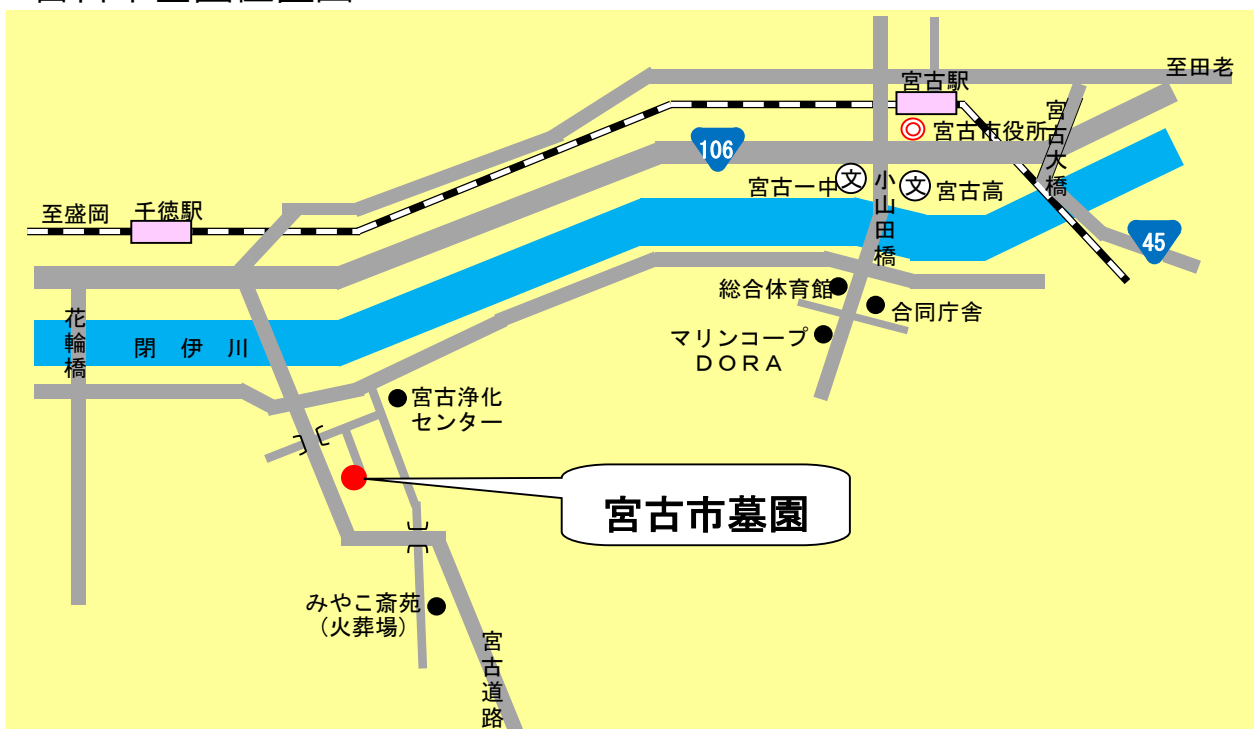 至田老
宮古駅
宮古市役所
宮古大橋
106
宮古一中
文
小山田橋
文
宮古高
至盛岡
千徳駅
45
総合体育館
合同庁舎
花輪橋
閉伊川
マリンコープ
DORA
宮古浄化
センター
宮古市墓園
みやこ斎苑
(火葬場)
宮古道路